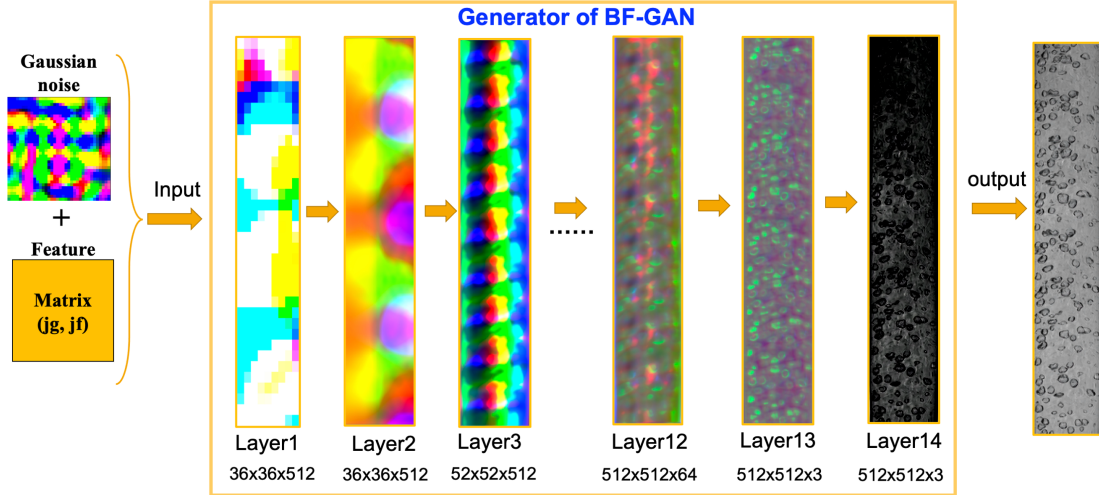 Generator of BF-GAN
Gaussian
noise
+
Feature
Matrix
(jg, jf)
Input
......
output
Layer1
Layer2
Layer3
Layer12
Layer13
Layer14
36x36x512
36x36x512
52x52x512
512x512x64
512x512x3
512x512x3